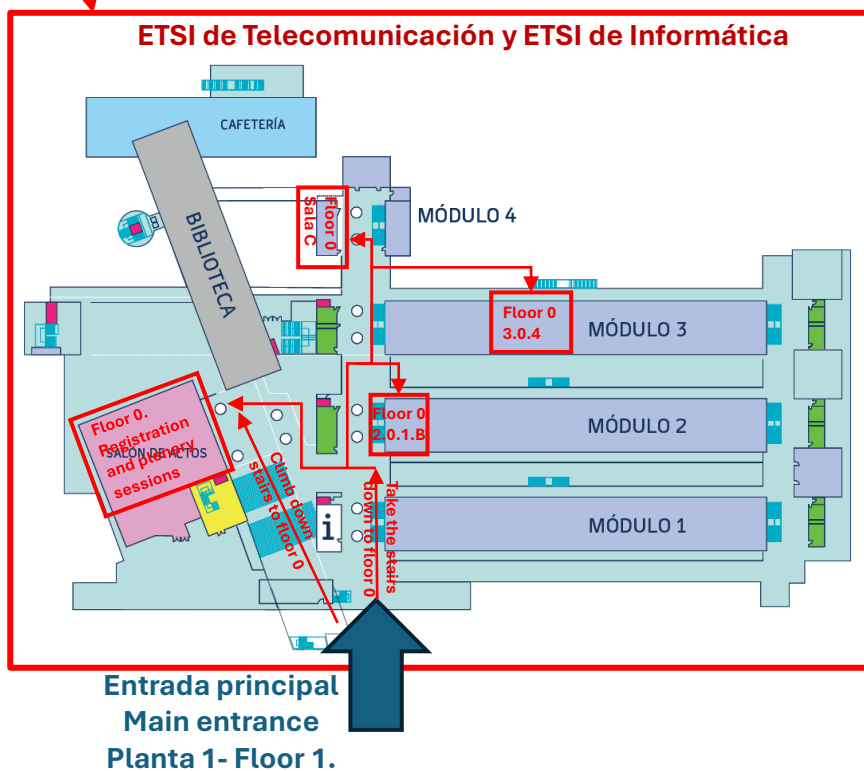 ETSI de Telecomunicación y ETSI de Informática
CAFETERÍA
BIBLIOTECA
Floor 0
Sala C
MÓDULO 4
Floor 0
3.0.4
MÓDULO 3
Floor 0
2.0.1.B
MÓDULO 2
Floor 0.
Registration
and plenery
sessions
SALÓN DE ACTOS
Climb down
stairs to floor 0
i
Take the stairs
down to floor 0
MÓDULO 1
Entrada principal
Main entrance
Planta 1- Floor 1.